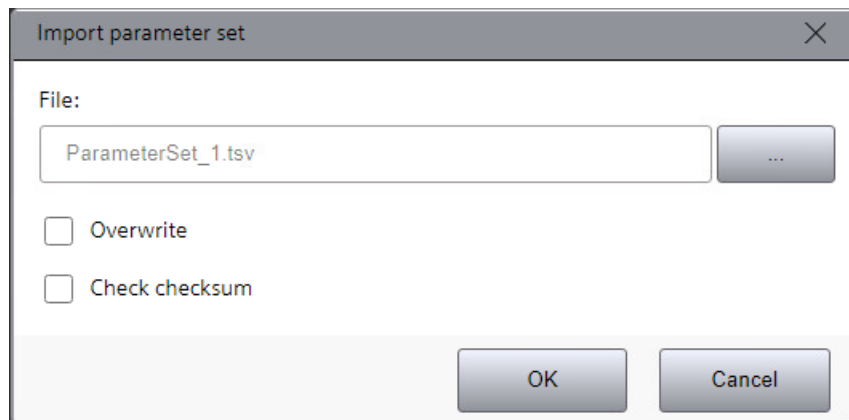 Import parameter set
File:
ParameterSet_1.tsv
...
Overwrite
Check checksum
OK
Cancel